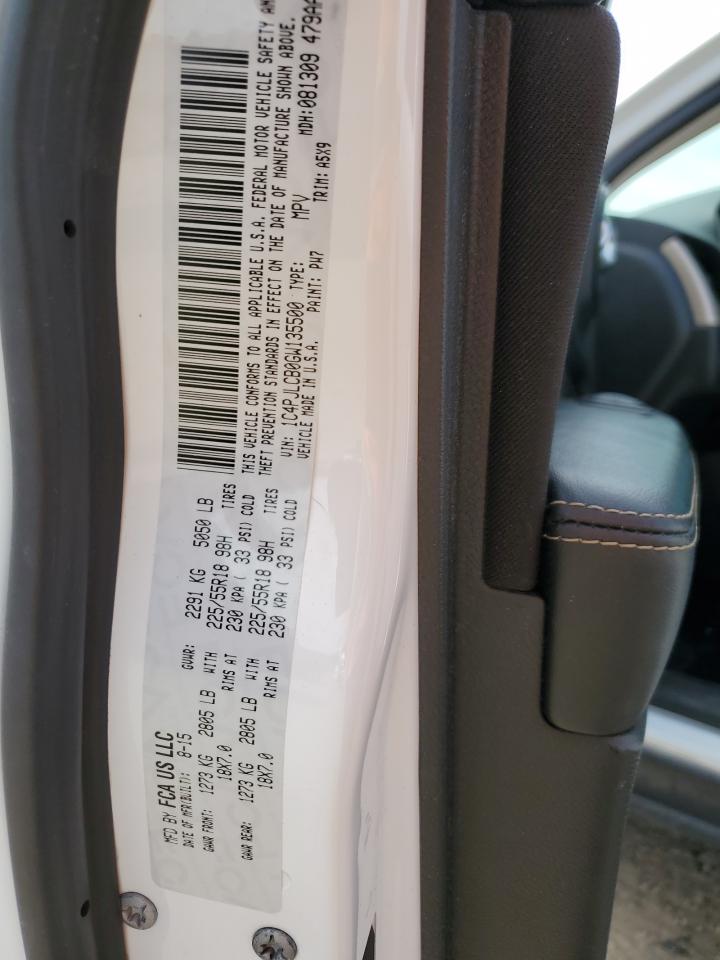 MFD BY FCA US LLC
DATE OF MFR(BUILT): 8-15 GVWR: 2291 KG 5050 LB
GAWR FRONT: 1273 KG 2805 LB WITH 225/55R18 98H TIRES
18X7.0 RIMS AT 230 KPA ( 33 PSI) COLD
GAWR REAR: 1273 KG 2805 LB WITH 225/55R18 98H TIRES
18X7.0 RIMS AT 230 KPA ( 33 PSI) COLD
THIS VEHICLE CONFORMS TO ALL APPLICABLE U.S.A. FEDERAL MOTOR VEHICLE SAFETY
THEFT PREVENTION STANDARDS IN EFFECT ON THE DATE OF MANUFACTURE SHOWN ABOVE.
VIN: 1C4PJLCB0GW135500 TYPE: MPV MDH:081309 479
VEHICLE MADE IN U.S.A. PAINT: PW7 TRIM: A5X9